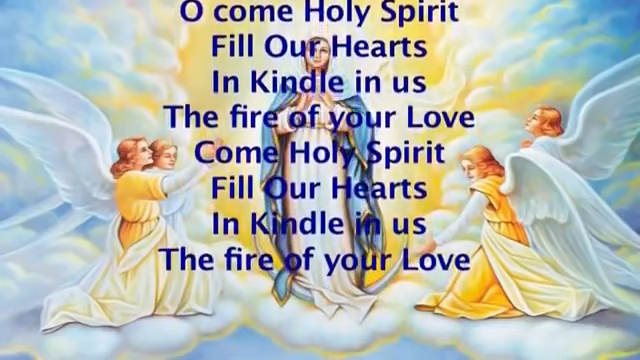 O come Holy Spirit
Fill Our Hearts
In Kindle in us
The fire of your Love
Come Holy Spirit
Fill Our Hearts
In Kindle in us
The fire of your Love